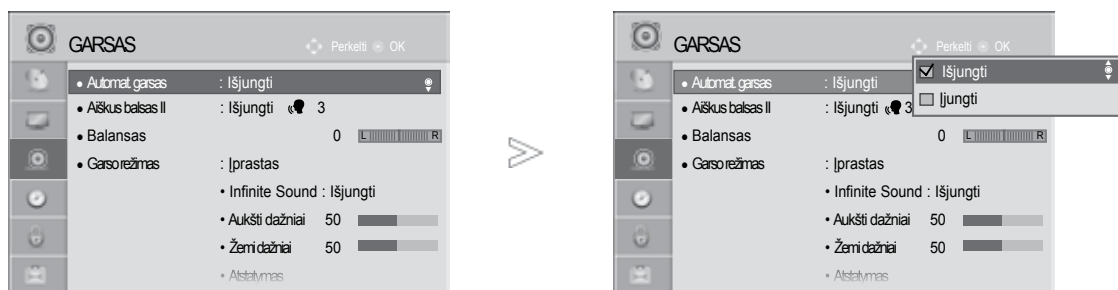 GARSAS Perkelti OK
• Automat. garsas : Išjungti
• Aiškus balsas II : Išjungti 3
• Balansas 0 L R
• Garso režimas : Įprastas
• Infinite Sound : Išjungti
• Aukšti dažniai 50
• Žemi dažniai 50
• Atstatymas
GARSAS Perkelti OK
• Automat. garsas : Išjungti
• Aiškus balsas II : Išjungti 3
• Balansas 0 L R
• Garso režimas : Įprastas
• Infinite Sound : Išjungti
• Aukšti dažniai 50
• Žemi dažniai 50
• Atstatymas
Išjungti
Įjungti